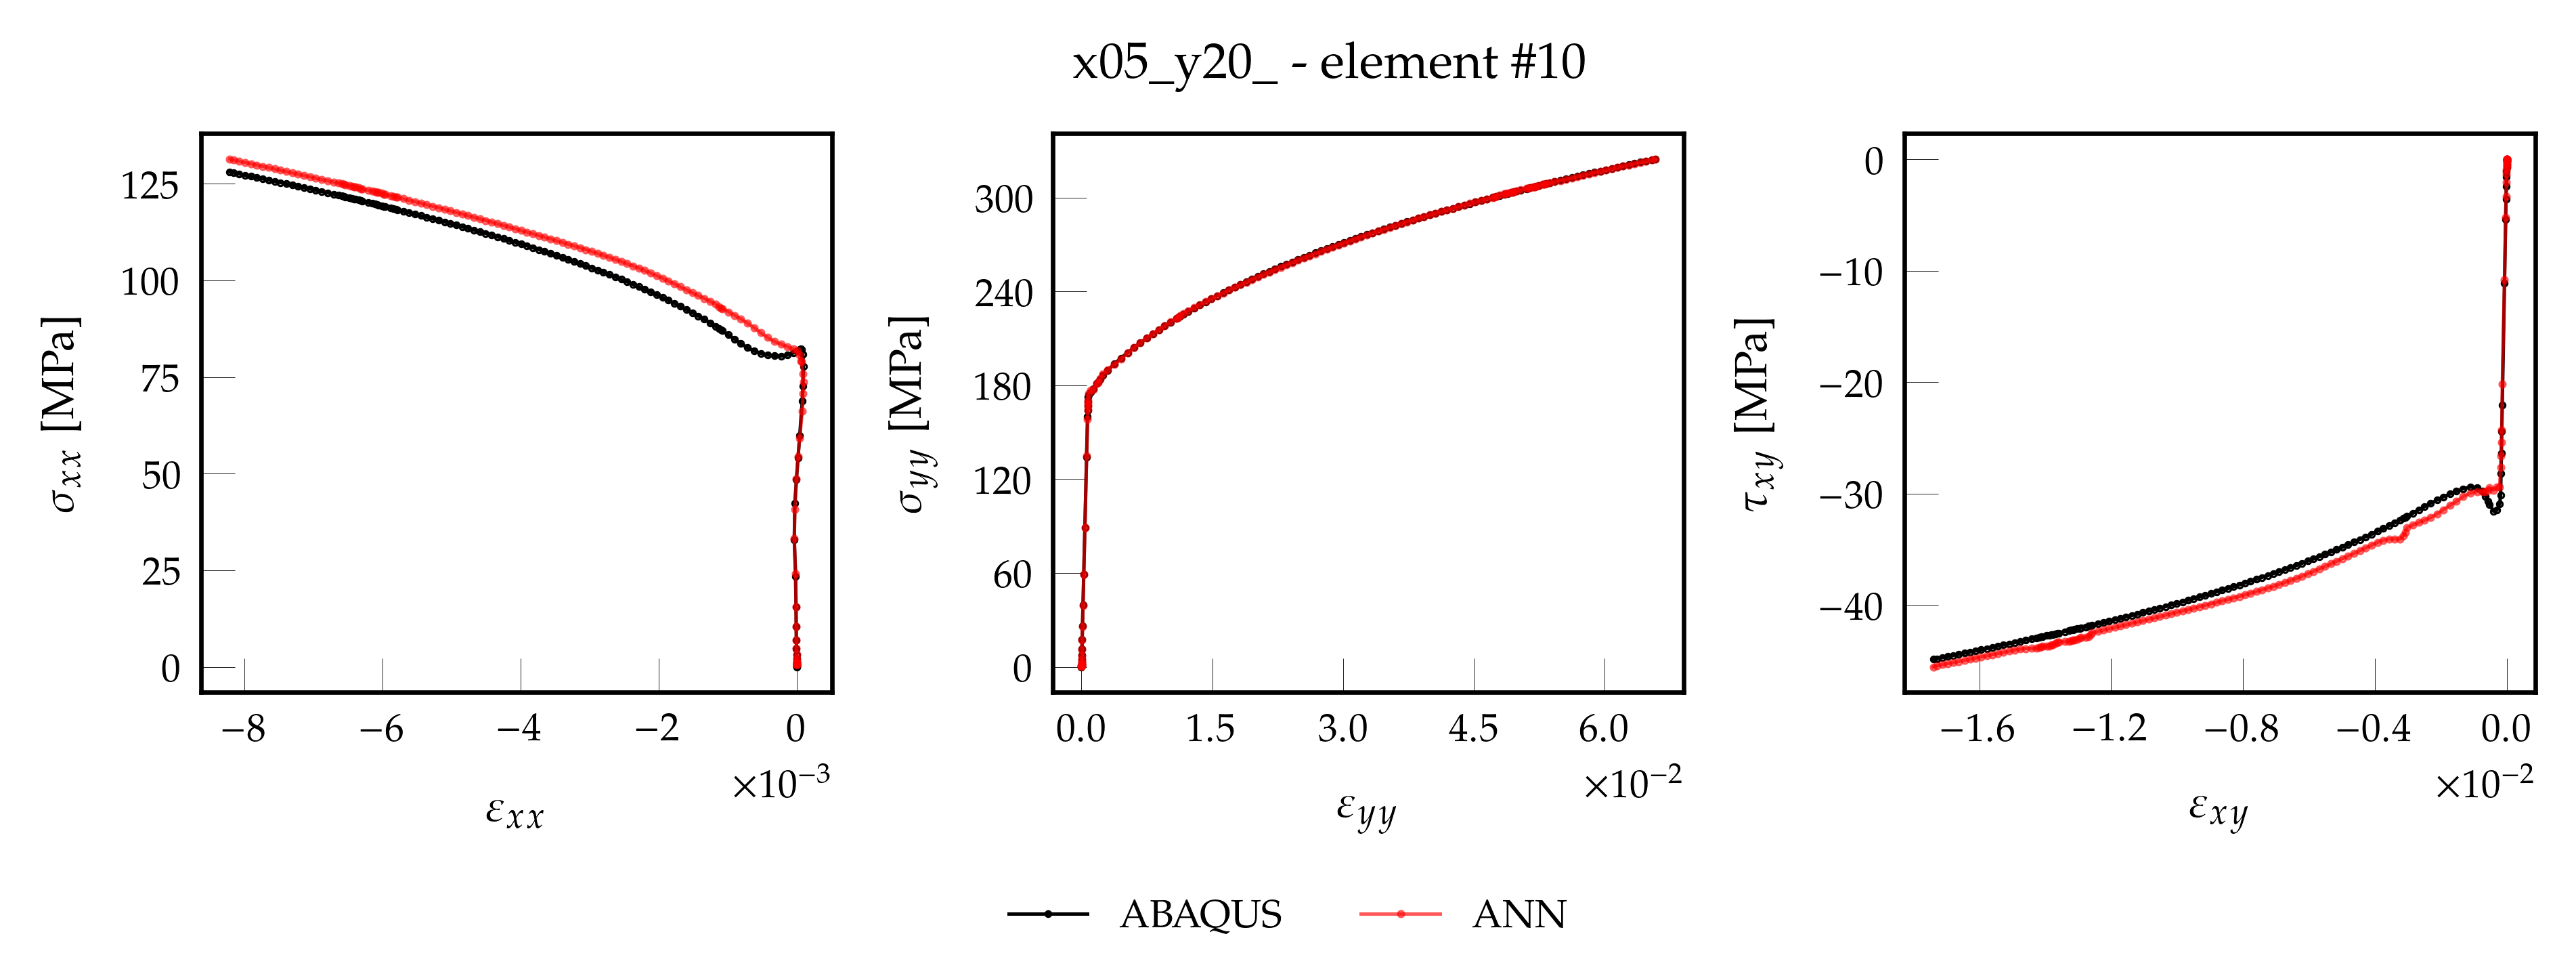 x05_y20_ - element #10
σxx [MPa]
125
100
75
50
25
0
−8 −6 −4 −2 0
×10−3
εxx
σyy [MPa]
300
240
180
120
60
0
0.0 1.5 3.0 4.5 6.0
×10−2
εyy
τxy [MPa]
0
−10
−20
−30
−40
−1.6 −1.2 −0.8 −0.4 0.0
×10−2
εxy
ABAQUS ANN